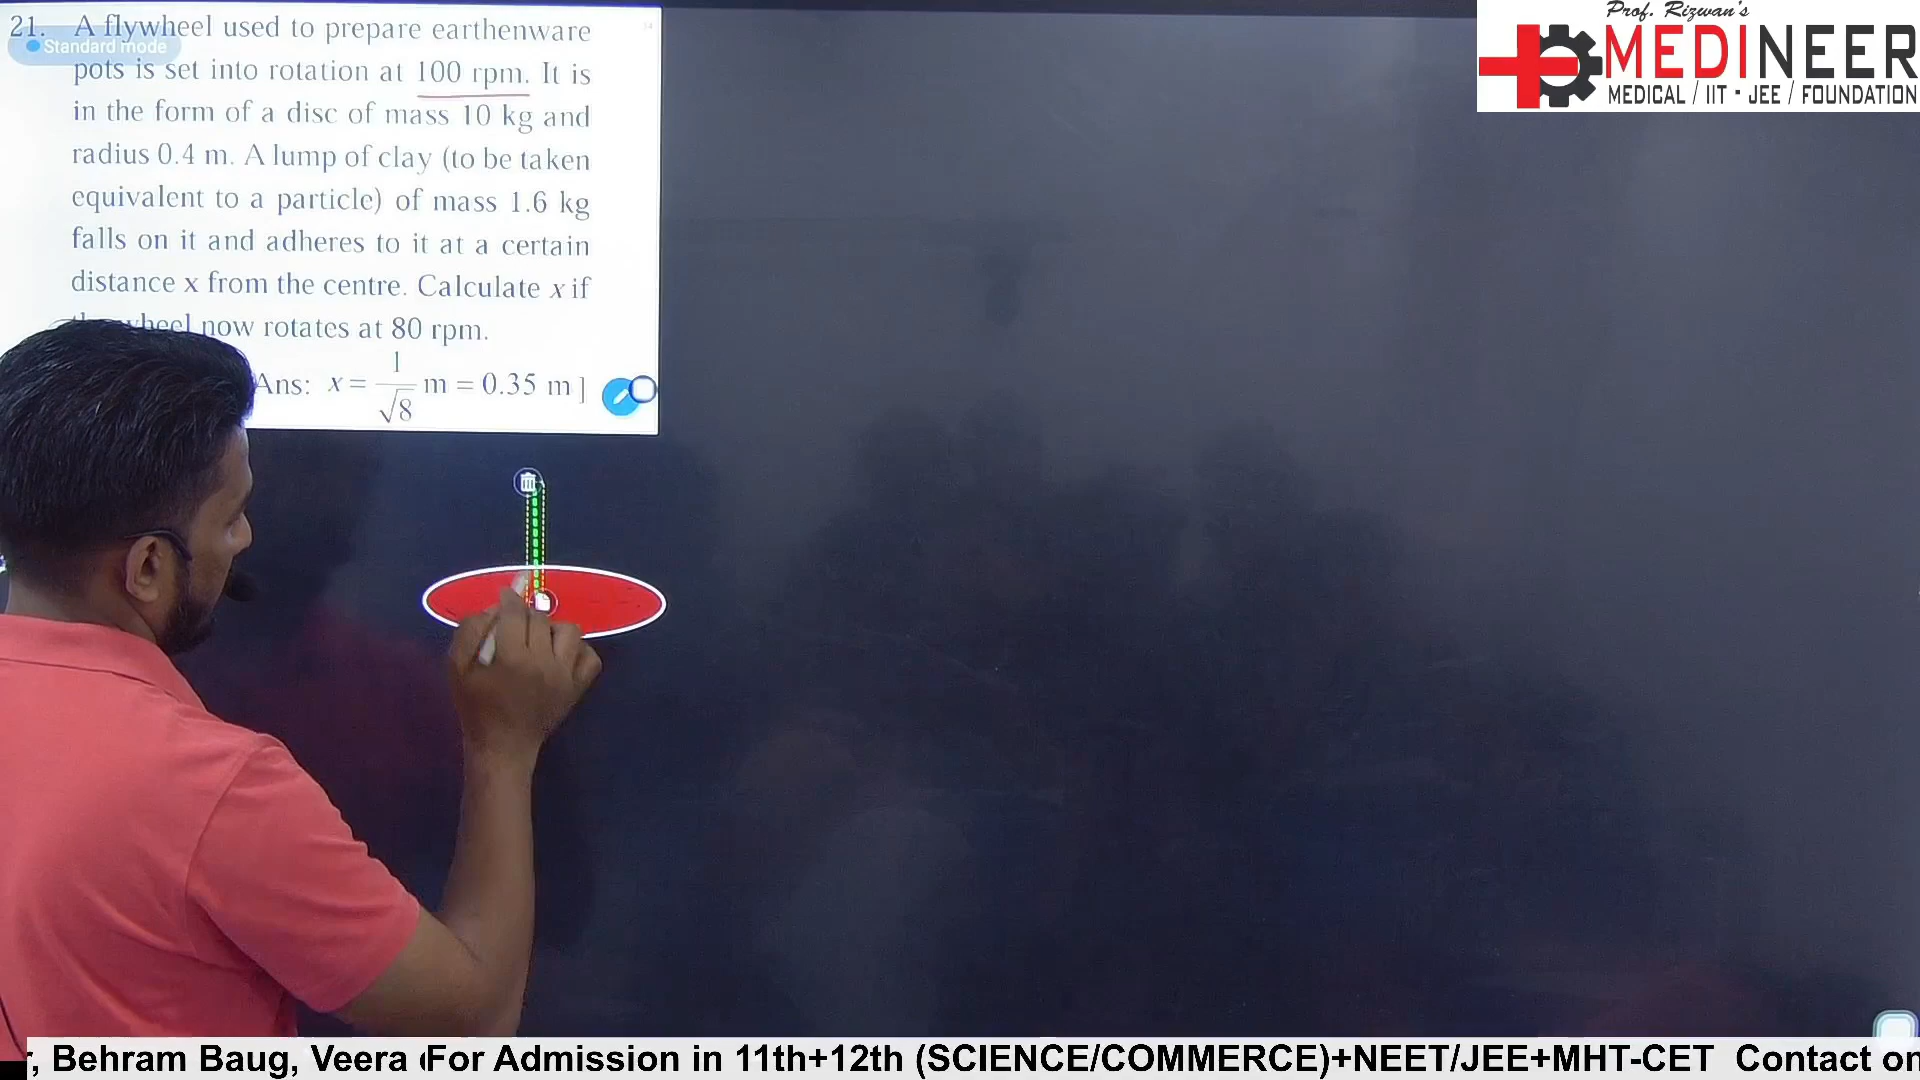 21. A flywheel used to prepare earthenware
Standard mode
pots is set into rotation at 100 rpm. It is
in the form of a disc of mass 10 kg and
radius 0.4 m. A lump of clay (to be taken
equivalent to a particle) of mass 1.6 kg
falls on it and adheres to it at a certain
distance x from the centre. Calculate x if
wheel now rotates at 80 rpm.
Ans: x = 1/√8 m = 0.35 m ]
Prof. Rizwan's
MEDINEER
MEDICAL / IIT - JEE / FOUNDATION
, Behram Baug, Veera
For Admission in 11th+12th (SCIENCE/COMMERCE)+NEET/JEE+MHT-CET Contact on